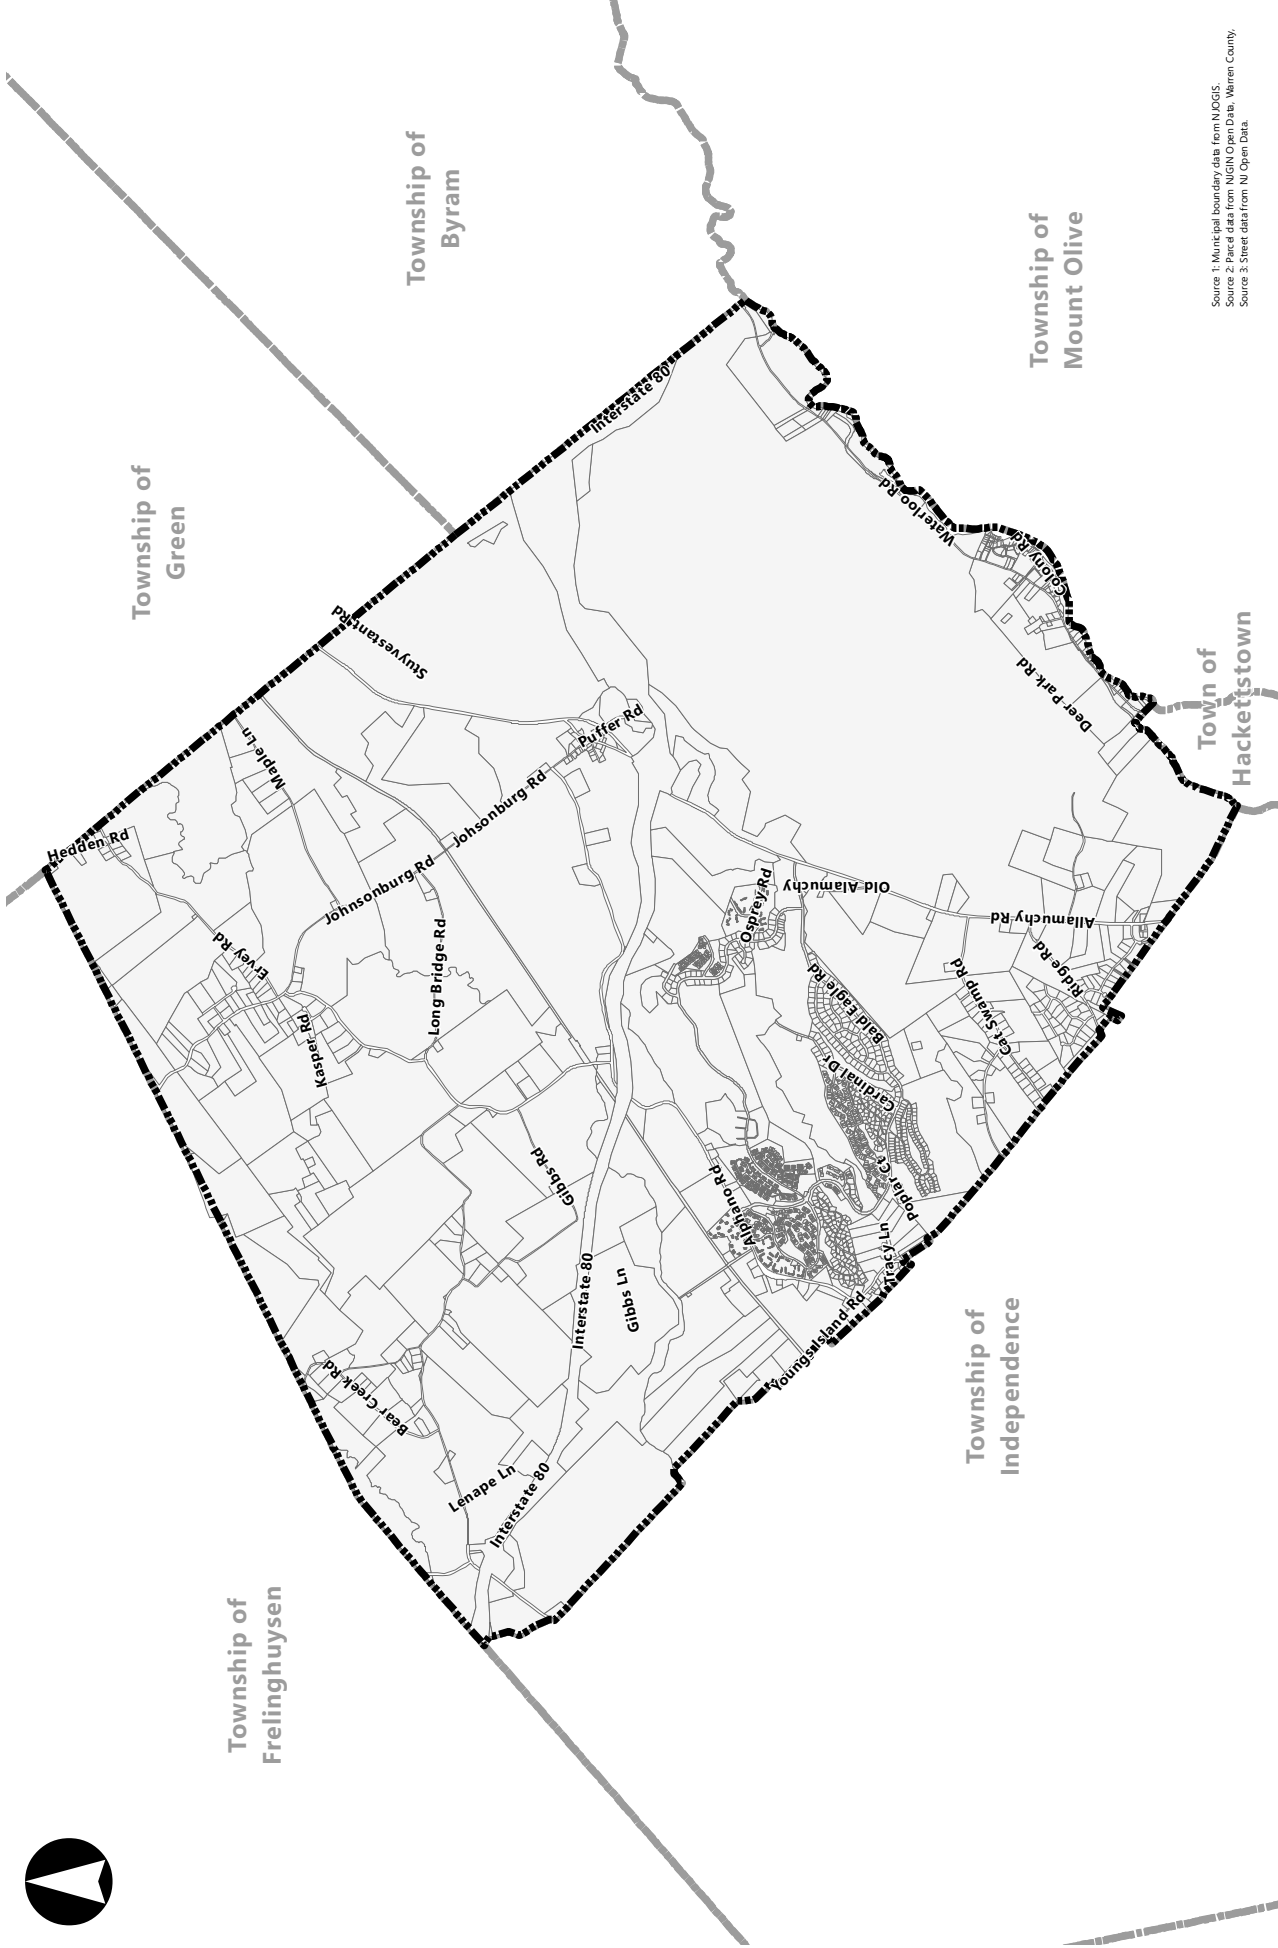 Township of
Frelinghuysen
Township of
Green
Township of
Byram
Township of
Mount Olive
Town of
Hackettstown
Township of
Independence
Hedden Rd
Maple Ln
Stuyvestant Rd
Interstate 80
Ervey Rd
Johnsonburg Rd
Johsonburg Rd
Puffer Rd
Kasper Rd
Long Bridge Rd
Waterloo Rd
Colony Rd
Deer Park Rd
Bear Creek Rd
Gibbs Rd
Lenape Ln
Interstate 80
Interstate 80
Gibbs Ln
Osprey Rd
Old Alamuchy
Allamuchy Rd
Bald Eagle Rd
Cardinal Dr
Ridge Rd
Cat Swamp Rd
Alphano Rd
Poplar Ct
Tracy Ln
Youngs Island Rd
Source 1: Municipal boundary data from NJOGIS.
Source 2: Parcel data from NJGIN Open Data, Warren County,
Source 3: Street data from NJ Open Data.